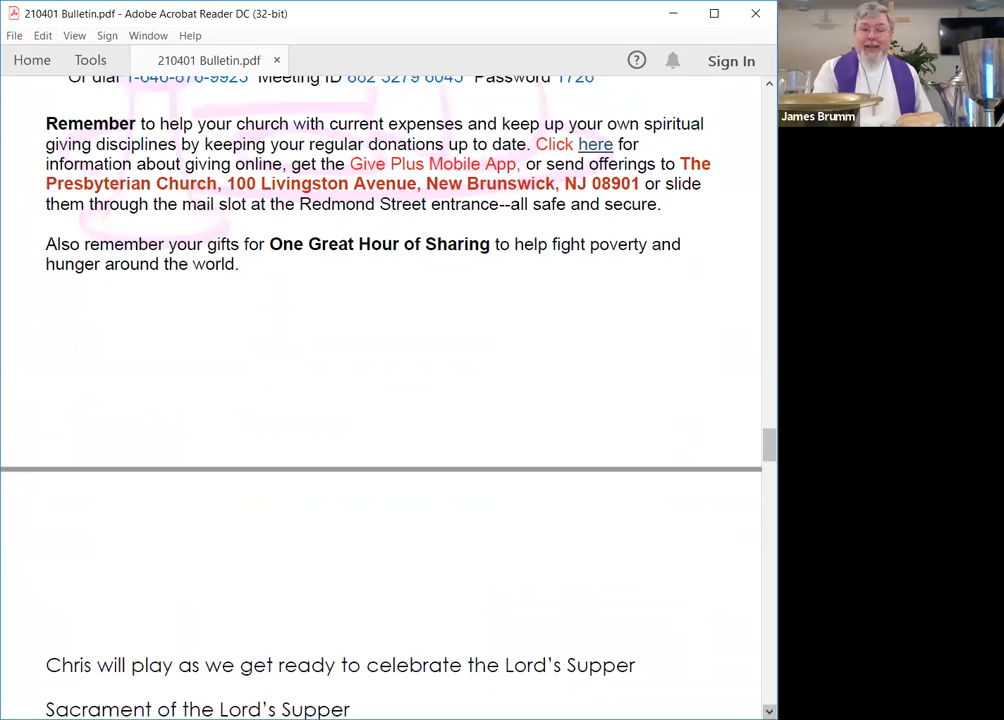 210401 Bulletin.pdf - Adobe Acrobat Reader DC (32-bit)
File Edit View Sign Window Help
Home Tools 210401 Bulletin.pdf × ? Sign In
Or dial 1-646-876-9923 Meeting ID 862 5279 6045 Password 1726
Remember to help your church with current expenses and keep up your own spiritual
giving disciplines by keeping your regular donations up to date. Click here for
information about giving online, get the Give Plus Mobile App, or send offerings to The
Presbyterian Church, 100 Livingston Avenue, New Brunswick, NJ 08901 or slide
them through the mail slot at the Redmond Street entrance--all safe and secure.
Also remember your gifts for One Great Hour of Sharing to help fight poverty and
hunger around the world.
Chris will play as we get ready to celebrate the Lord's Supper
Sacrament of the Lord's Supper
James Brumm